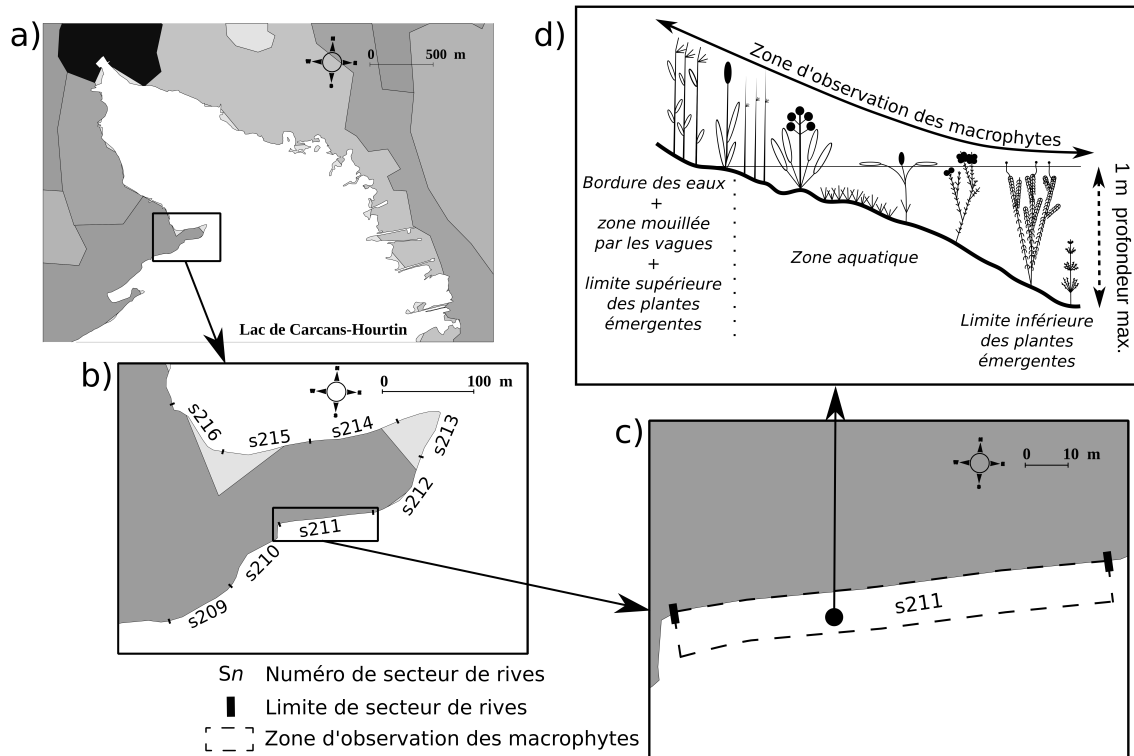 a)
0 500 m
Lac de Carcans-Hourtin
d)
Zone d'observation des macrophytes
Bordure des eaux
+
zone mouillée
par les vagues
+
limite supérieure
des plantes
émergentes
Zone aquatique
Limite inférieure
des plantes
émergentes
1 m profondeur max.
b)
0 100 m
s216
s215
s214
s213
s212
s211
s210
s209
c)
0 10 m
s211
Sn Numéro de secteur de rives
Limite de secteur de rives
Zone d'observation des macrophytes